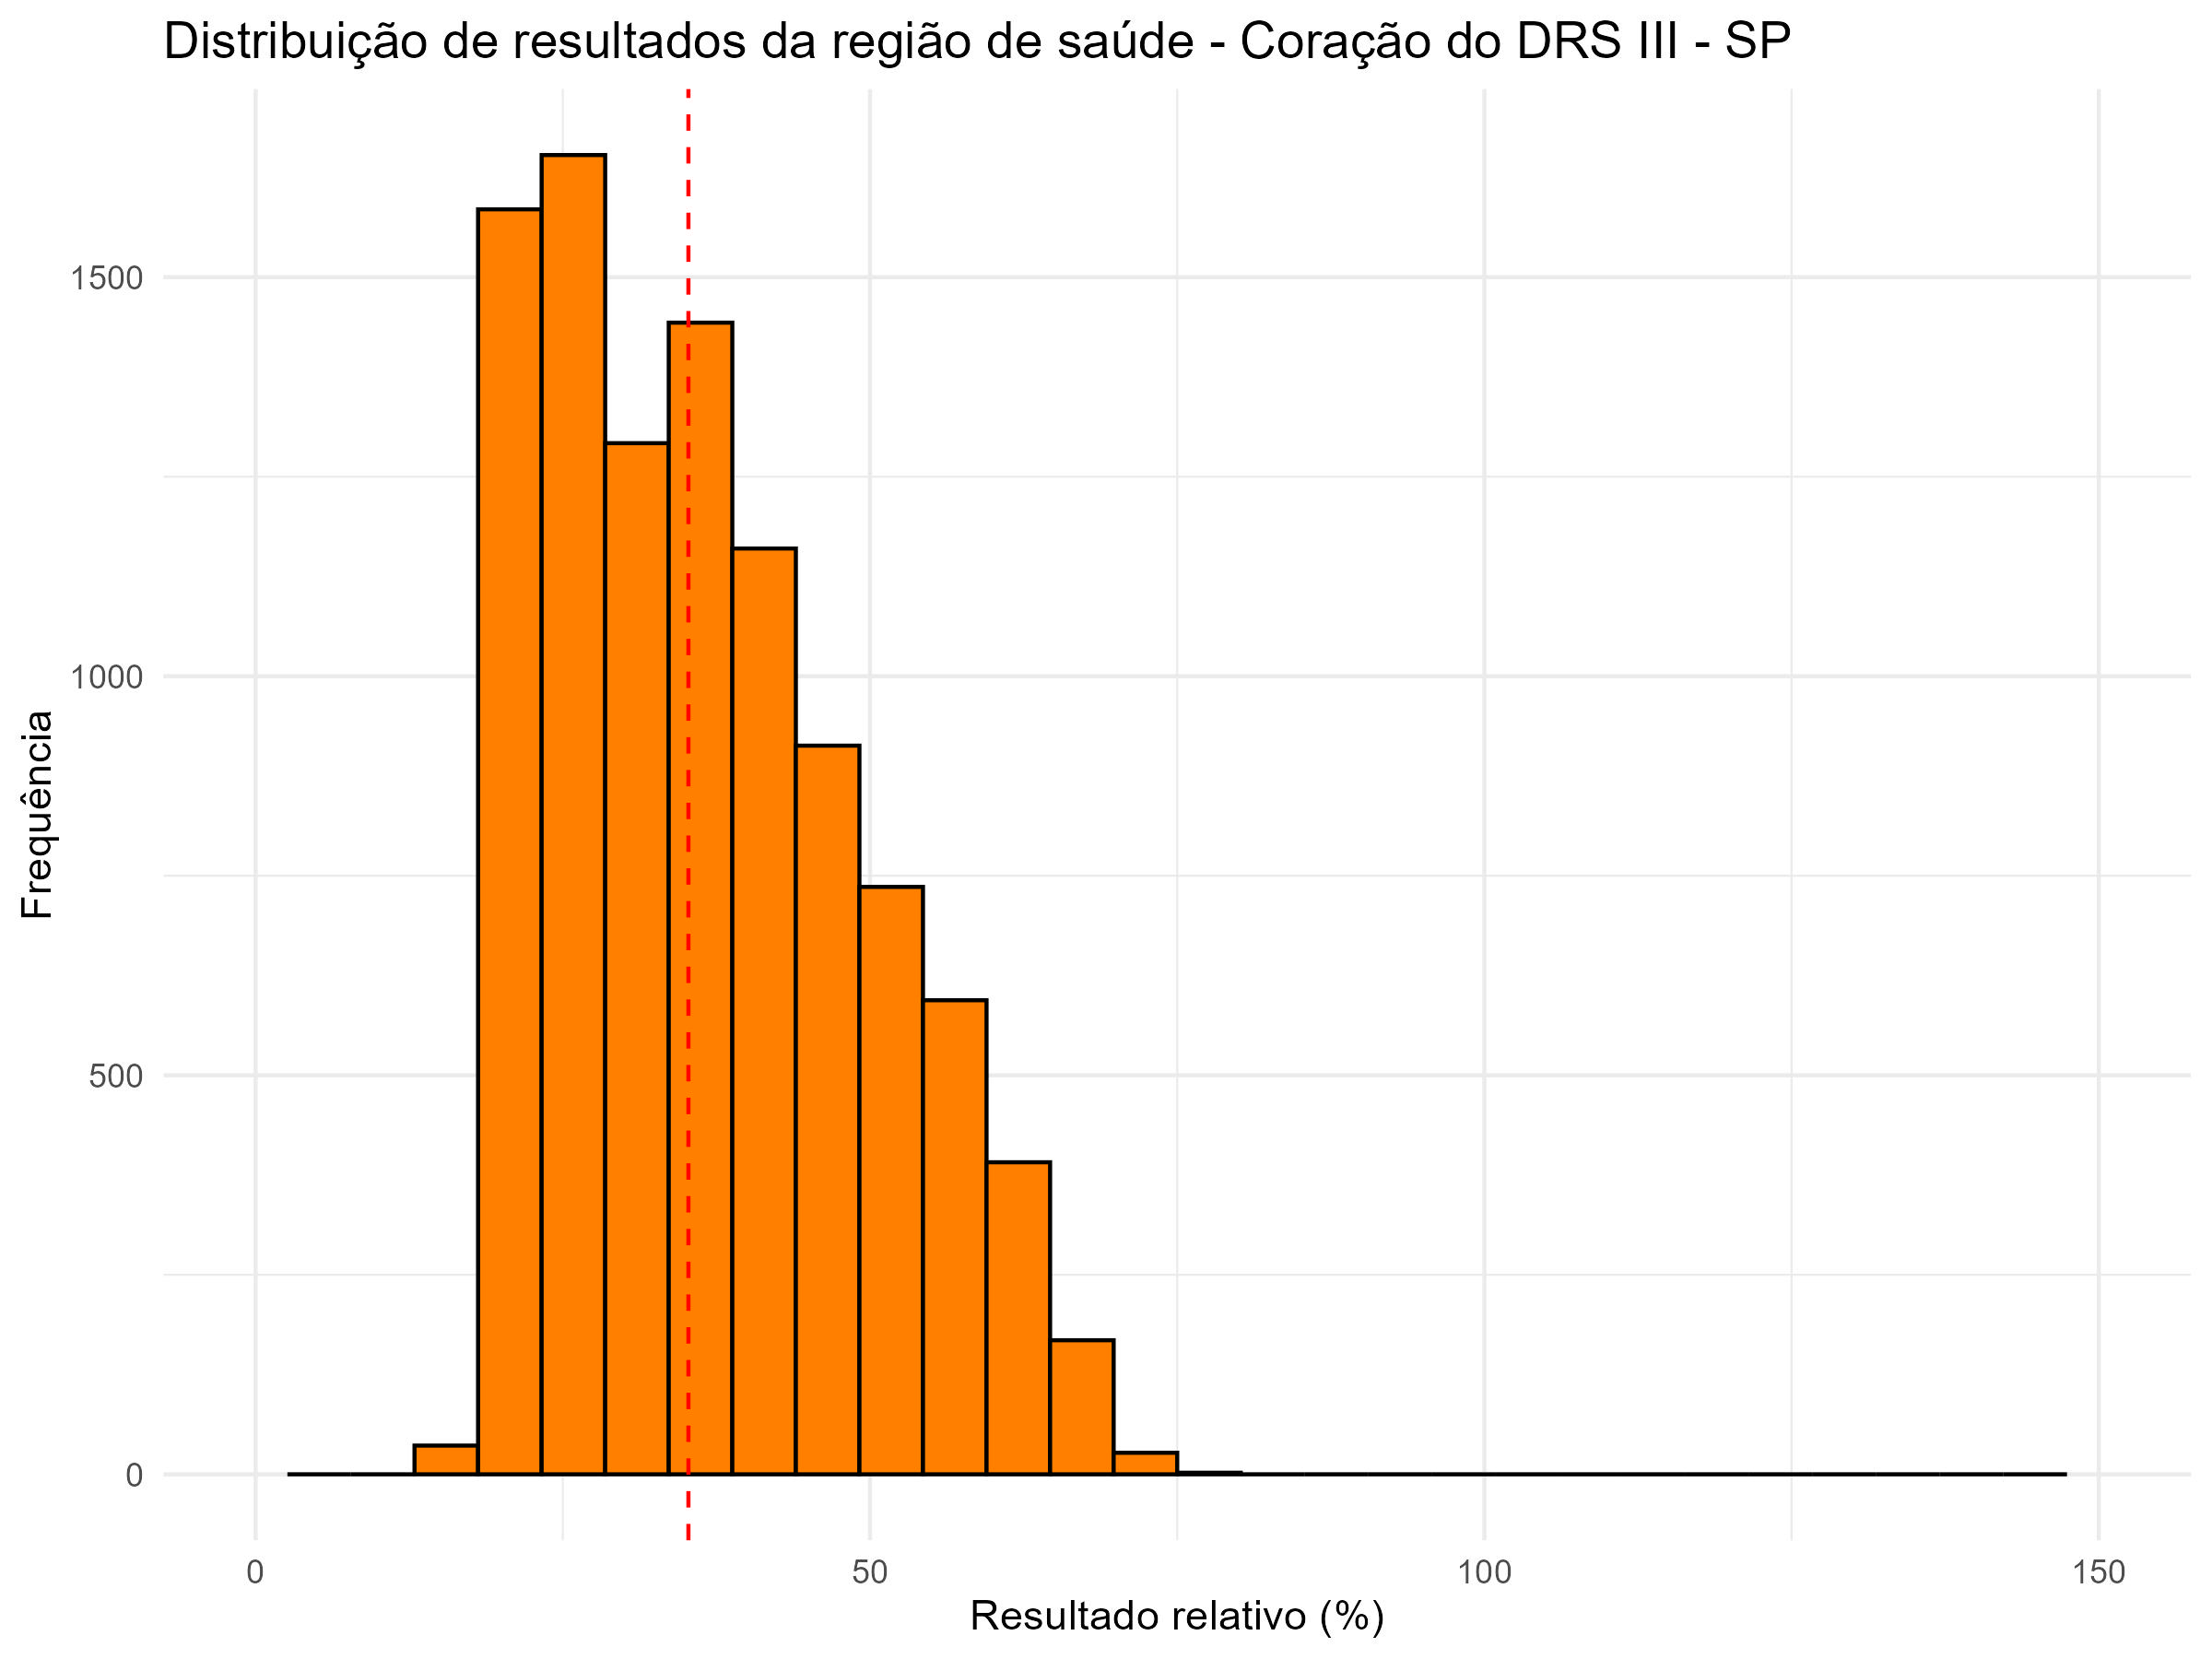 Distribuição de resultados da região de saúde - Coração do DRS III - SP
1500
1000
500
0
Frequência
0
50
100
150
Resultado relativo (%)